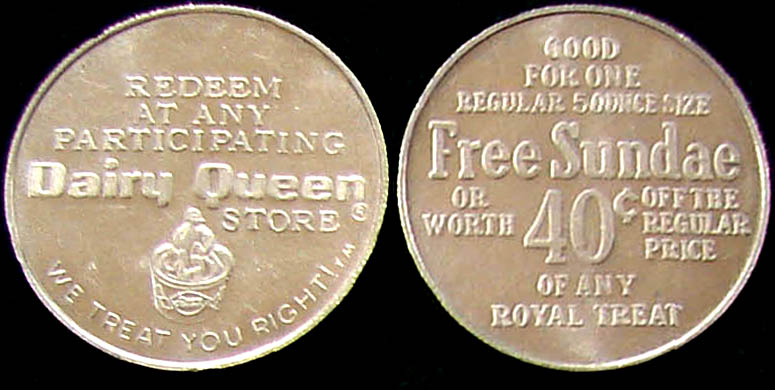 REDEEM
AT ANY
PARTICIPATING
Dairy Queen
STORE ®
WE TREAT YOU RIGHT! TM
GOOD
FOR ONE
REGULAR 5 OUNCE SIZE
Free Sundae
OR WORTH 40¢ OFF THE REGULAR PRICE
OF ANY
ROYAL TREAT